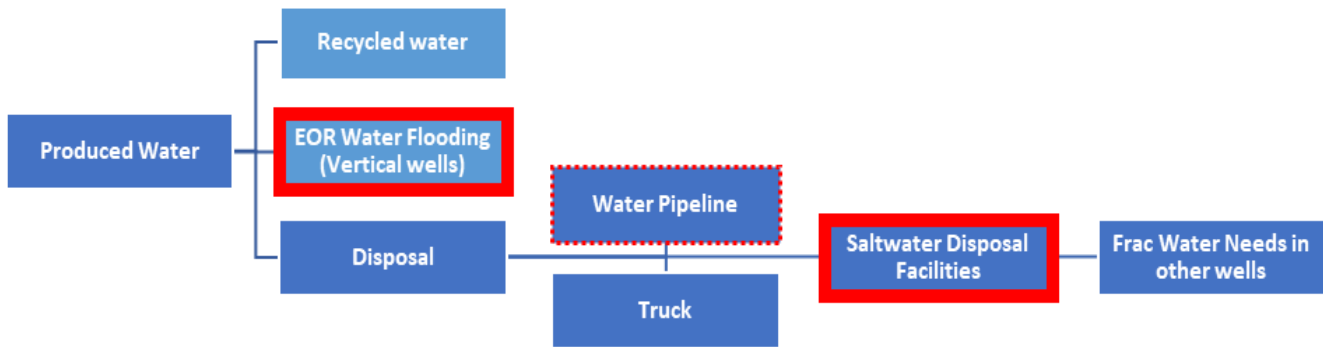 Recycled water
Produced Water
EOR Water Flooding
(Vertical wells)
Water Pipeline
Disposal
Saltwater Disposal
Facilities
Frac Water Needs in
other wells
Truck